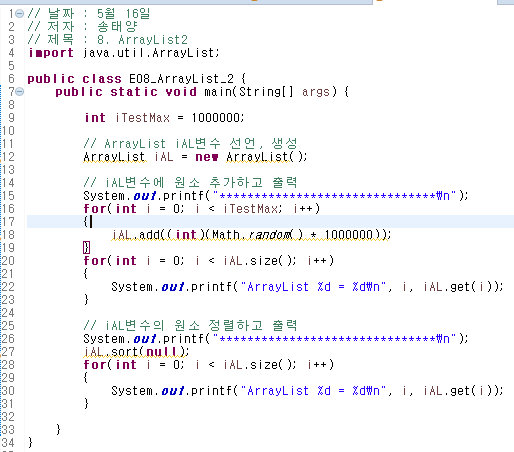 1 // 날짜 : 5월 16일
2 // 저자 : 송태양
3 // 제목 : 8. ArrayList2
4 import java.util.ArrayList;
5
6 public class E08_ArrayList_2 {
7     public static void main(String[] args) {
8
9         int iTestMax = 1000000;
10
11         // ArrayList iAL변수 선언, 생성
12         ArrayList iAL = new ArrayList();
13
14         // iAL변수에 원소 추가하고 출력
15         System.out.printf("*******************************₩n");
16         for(int i = 0; i < iTestMax; i++)
17         {
18             iAL.add((int)(Math.random() * 1000000));
19         }
20         for(int i = 0; i < iAL.size(); i++)
21         {
22             System.out.printf("ArrayList %d = %d₩n", i, iAL.get(i));
23         }
24
25         // iAL변수의 원소 정렬하고 출력
26         System.out.printf("*******************************₩n");
27         iAL.sort(null);
28         for(int i = 0; i < iAL.size(); i++)
29         {
30             System.out.printf("ArrayList %d = %d₩n", i, iAL.get(i));
31         }
32
33     }
34 }